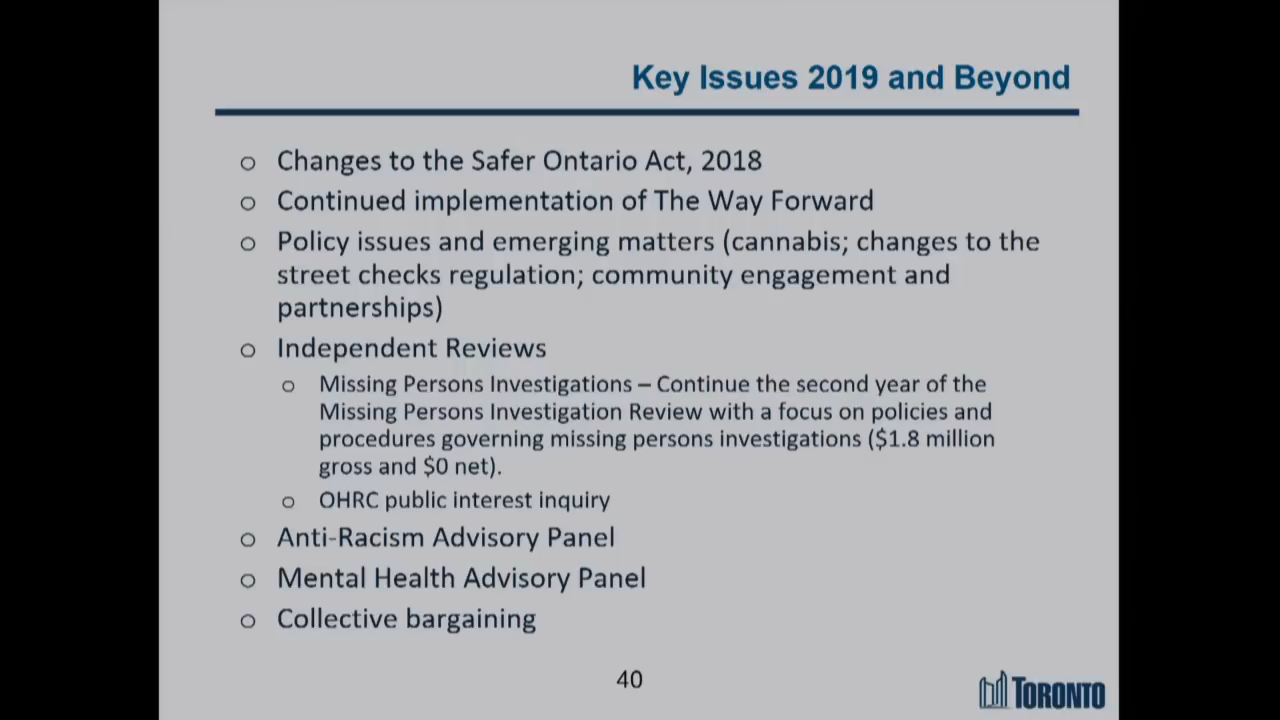 Key Issues 2019 and Beyond
o Changes to the Safer Ontario Act, 2018
o Continued implementation of The Way Forward
o Policy issues and emerging matters (cannabis; changes to the
street checks regulation; community engagement and
partnerships)
o Independent Reviews
o Missing Persons Investigations – Continue the second year of the
Missing Persons Investigation Review with a focus on policies and
procedures governing missing persons investigations ($1.8 million
gross and $0 net).
o OHRC public interest inquiry
o Anti-Racism Advisory Panel
o Mental Health Advisory Panel
o Collective bargaining
40
TORONTO